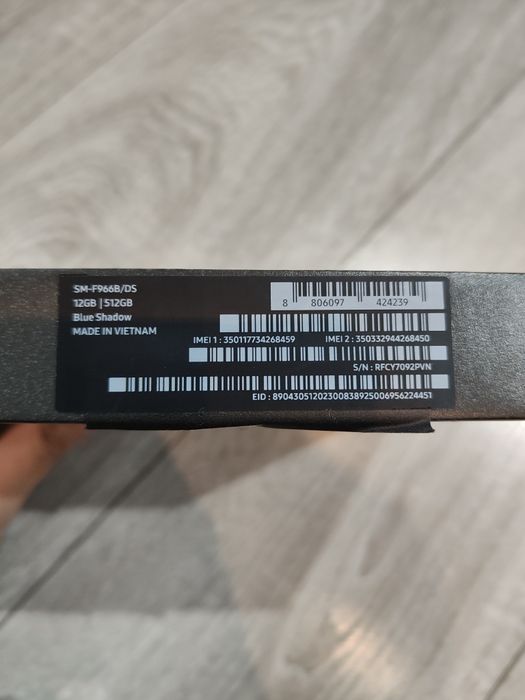 SM-F966B/DS
12GB | 512GB
Blue Shadow
MADE IN VIETNAM
8 806097 424239
IMEI 1 : 350117734268459 IMEI 2 : 350332944268450
S/N : RFCY7092PVN
EID : 89043051202300838925006956224451